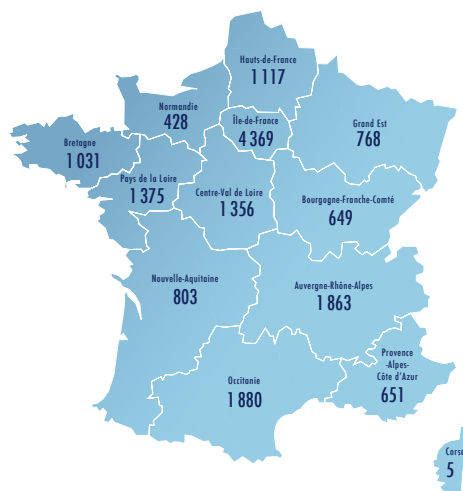 Hauts-de-France
1 117
Normandie
428
Île-de-France
4 369
Grand Est
768
Bretagne
1 031
Pays de la Loire
1 375
Centre-Val de Loire
1 356
Bourgogne-Franche-Comté
649
Nouvelle-Aquitaine
803
Auvergne-Rhône-Alpes
1 863
Provence
-Alpes-
Côte d'Azur
651
Occitanie
1 880
Corse
5